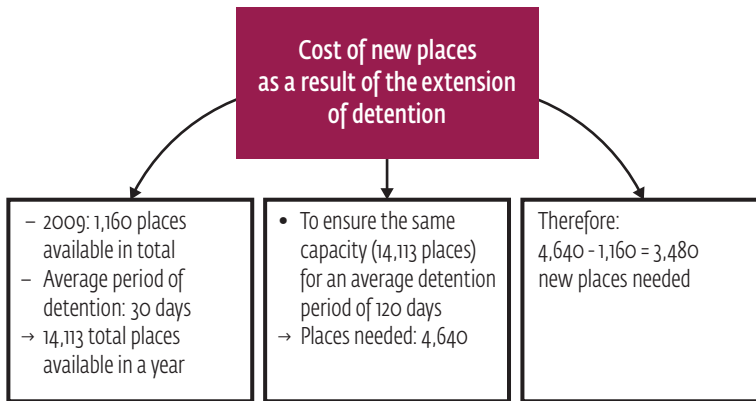 Cost of new places
as a result of the extension
of detention
– 2009: 1,160 places
available in total
– Average period of
detention: 30 days
→ 14,113 total places
available in a year
• To ensure the same
capacity (14,113 places)
for an average detention
period of 120 days
→ Places needed: 4,640
Therefore:
4,640 - 1,160 = 3,480
new places needed